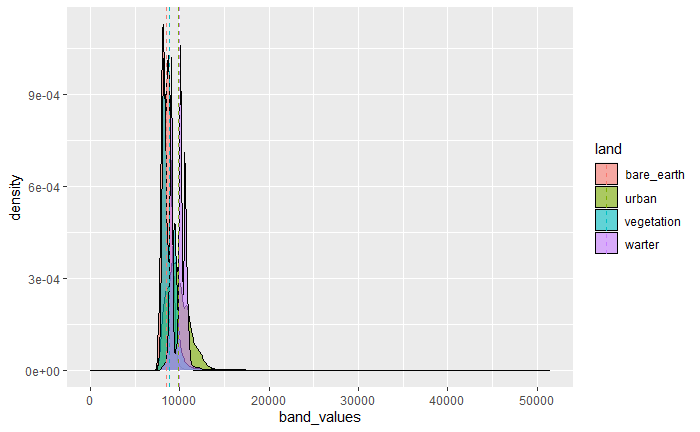 9e-04
6e-04
3e-04
0e+00
density
0
10000
20000
30000
40000
50000
band_values
land
bare_earth
urban
vegetation
warter